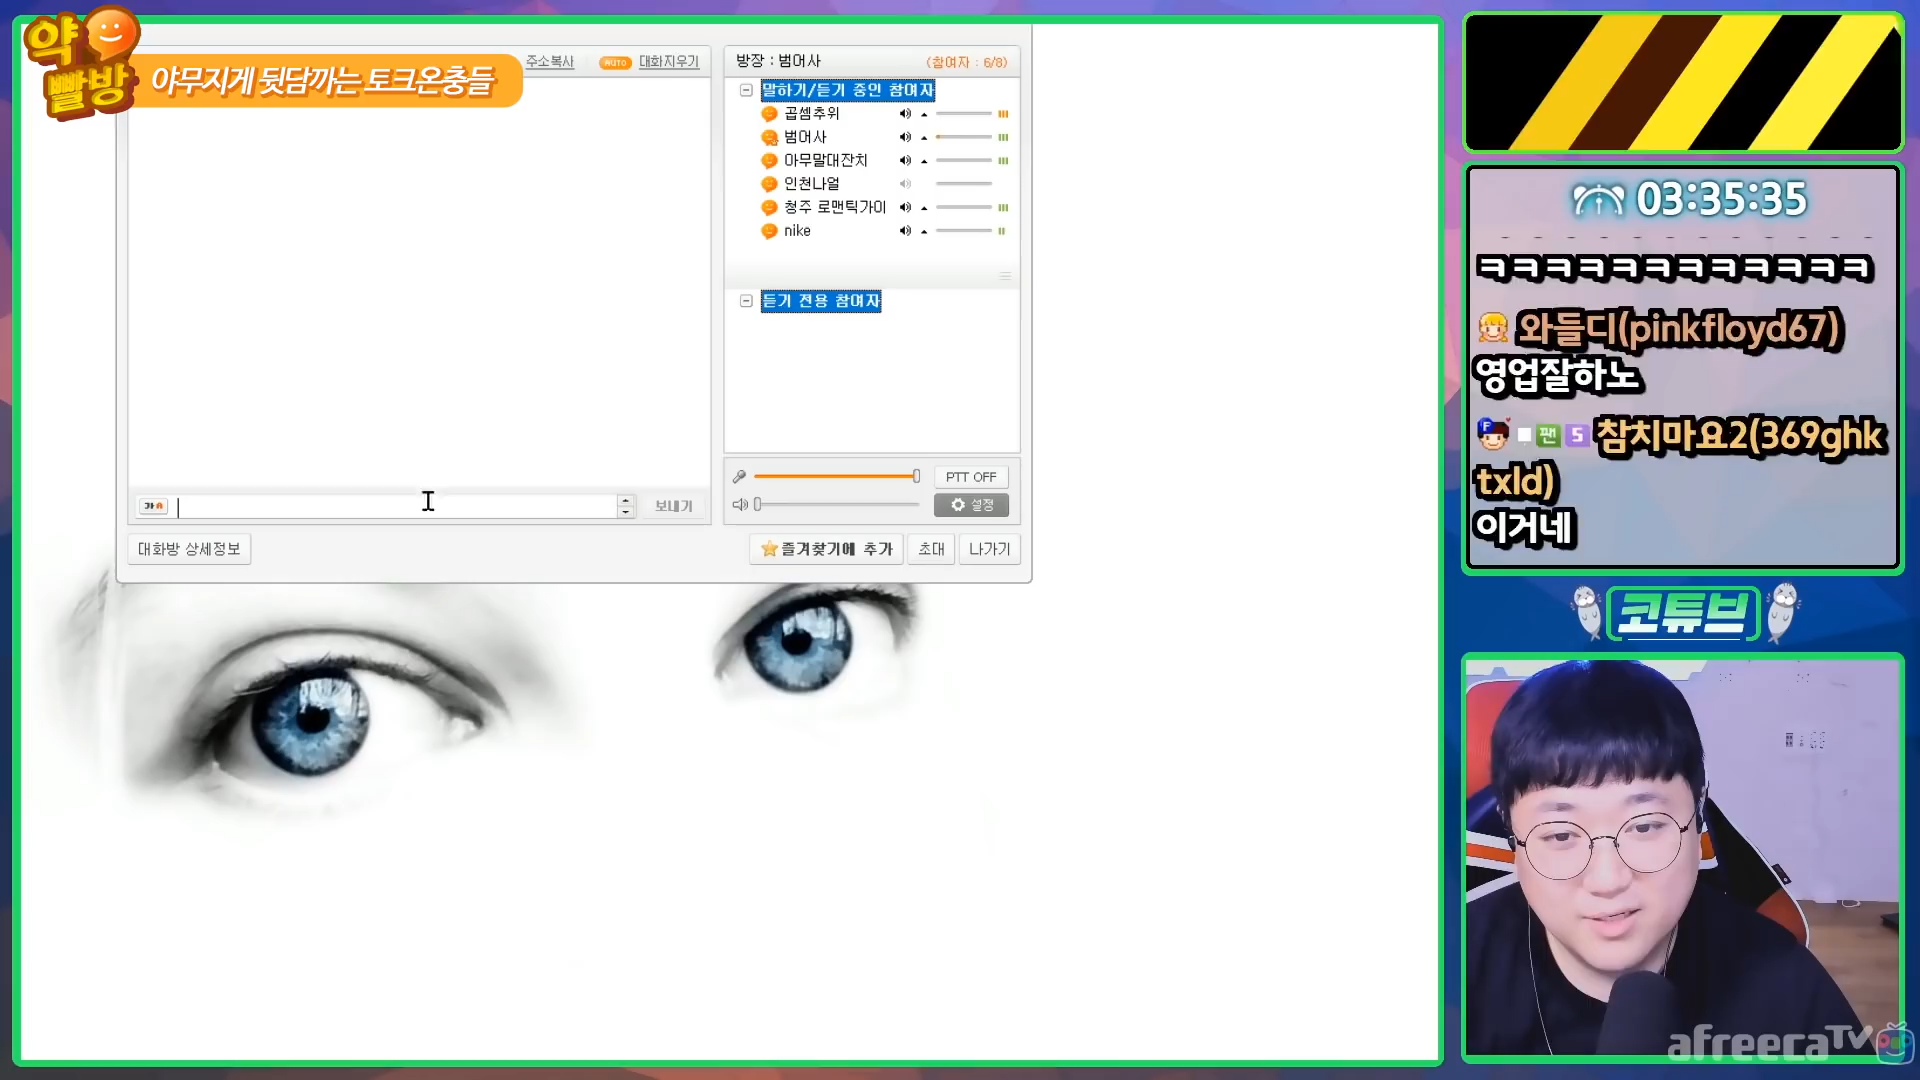 약
빨방
야무지게 뒷담까는 토크온충들
주소복사
AUTO
대화지우기
방장 : 범머사
(참여자 : 6/8)
말하기/듣기 중인 참여자
곱셈추위
범머사
아무말대잔치
인천나얼
청주 로맨틱가이
nike
듣기 전용 참여자
PTT OFF
설정
가A
보내기
대화방 상세정보
즐겨찾기에 추가
초대
나가기
03:35:35
ㅋㅋㅋㅋㅋㅋㅋㅋㅋㅋㅋㅋ
와들디(pinkfloyd67)
영업잘하노
F
팬 5 참치마요2(369ghk
txld)
이거네
코튜브
afreecaTV